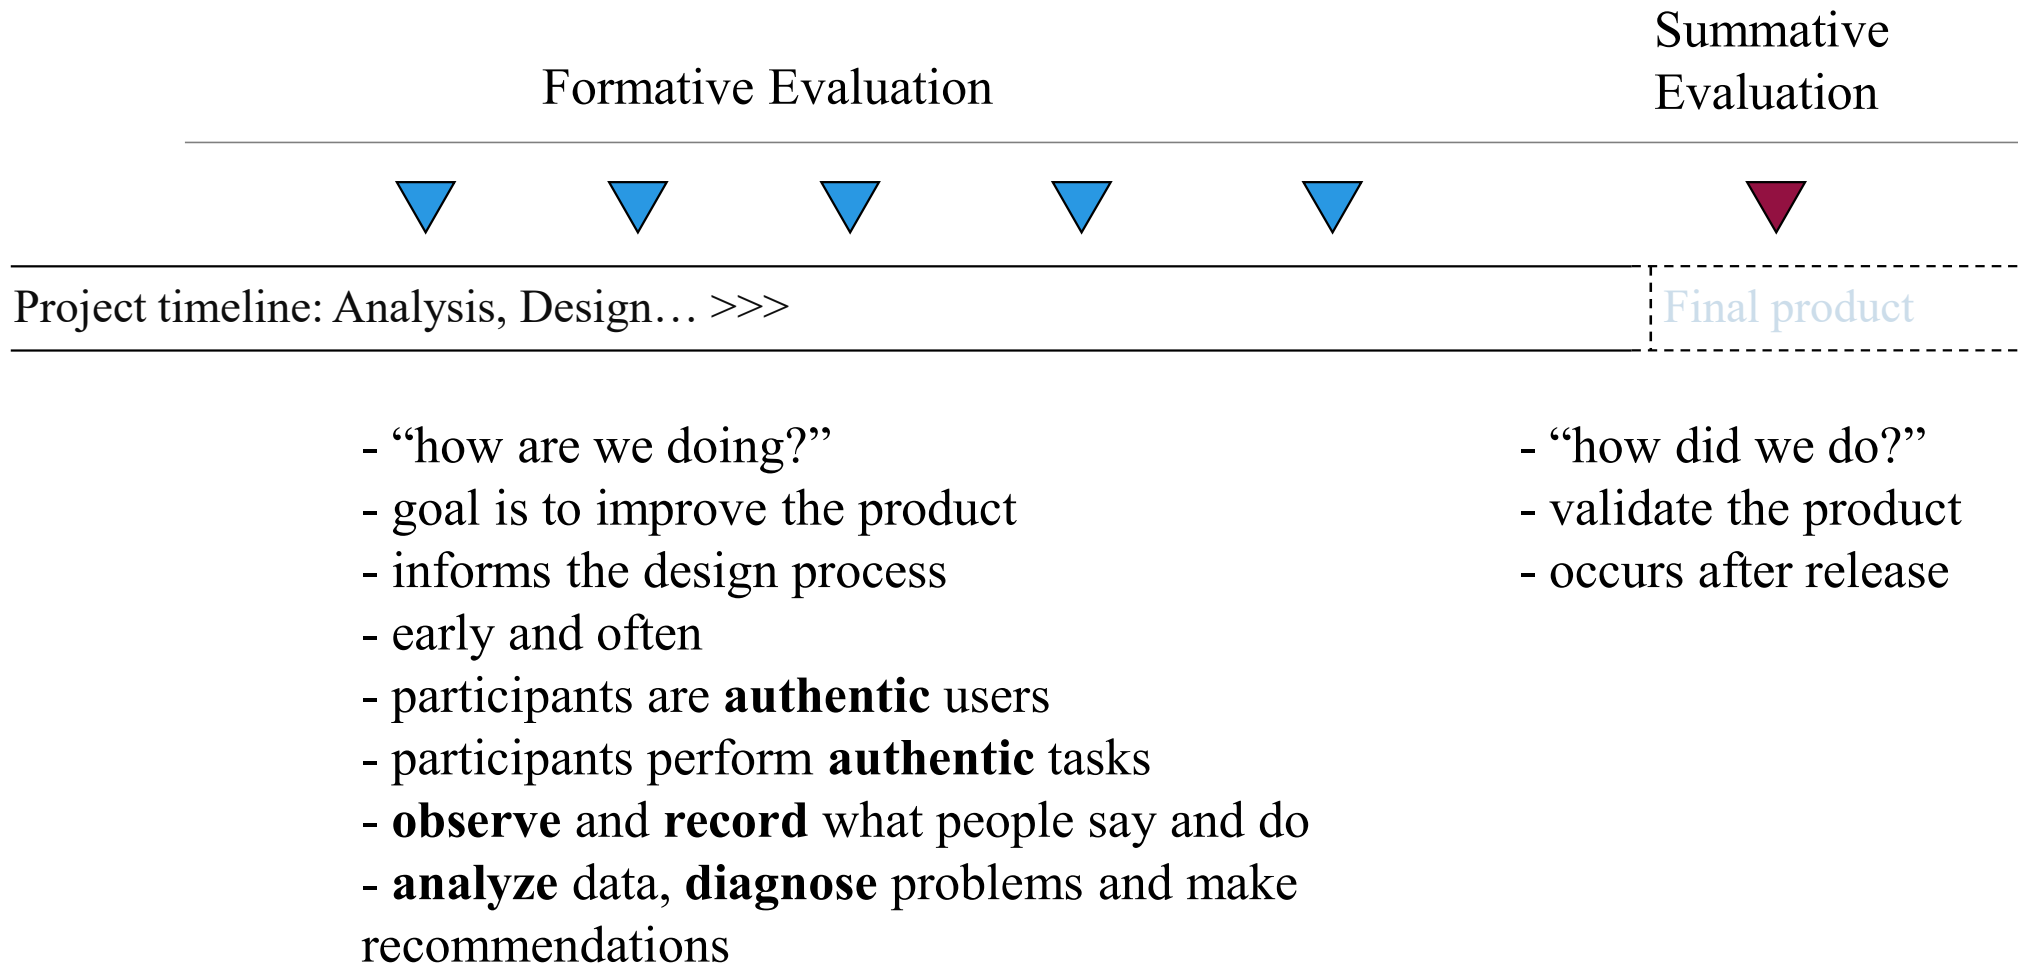 Summative
Evaluation
Formative Evaluation
Project timeline: Analysis, Design… >>>
Final product
- “how are we doing?”
- goal is to improve the product
- informs the design process
- early and often
- participants are authentic users
- participants perform authentic tasks
- observe and record what people say and do
- analyze data, diagnose problems and make
recommendations
- “how did we do?”
- validate the product
- occurs after release